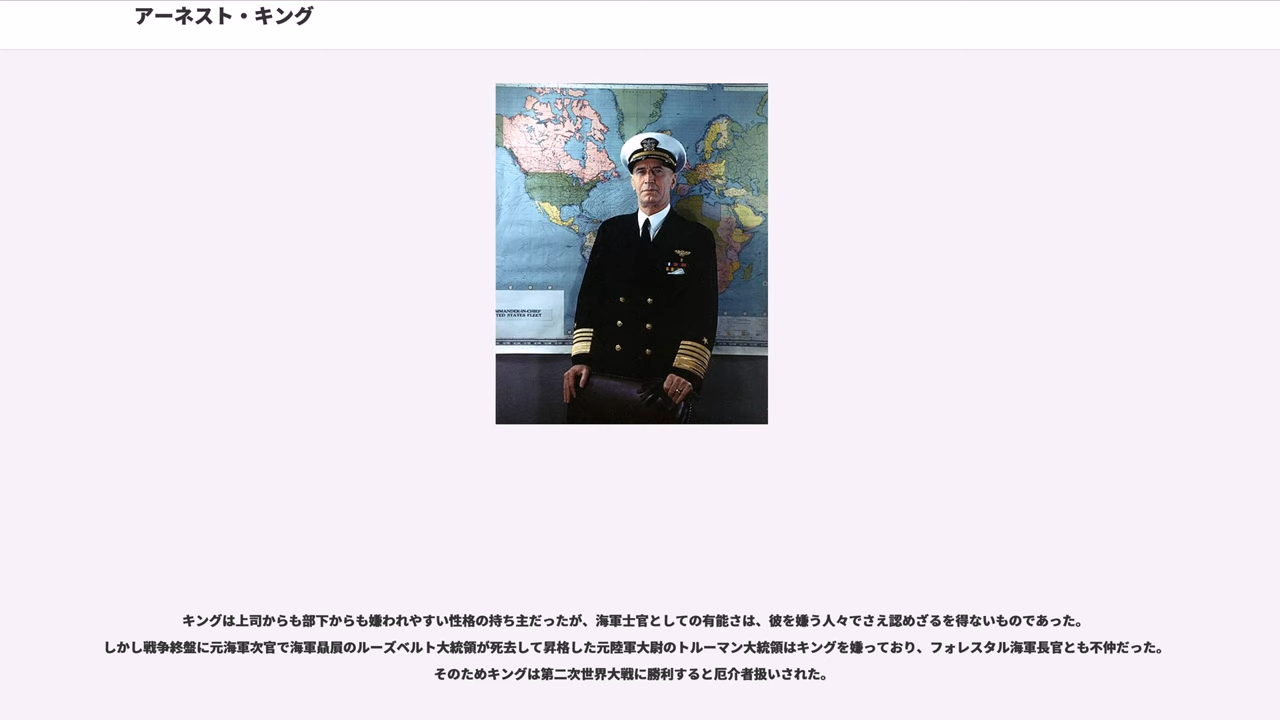 アーネスト・キング
MMANDER-IN-CHIEF
TED STATES FLEET
キングは上司からも部下からも嫌われやすい性格の持ち主だったが、海軍士官としての有能さは、彼を嫌う人々でさえ認めざるを得ないものであった。
しかし戦争終盤に元海軍次官で海軍贔屓のルーズベルト大統領が死去して昇格した元陸軍大尉のトルーマン大統領はキングを嫌っており、フォレスタル海軍長官とも不仲だった。
そのためキングは第二次世界大戦に勝利すると厄介者扱いされた。